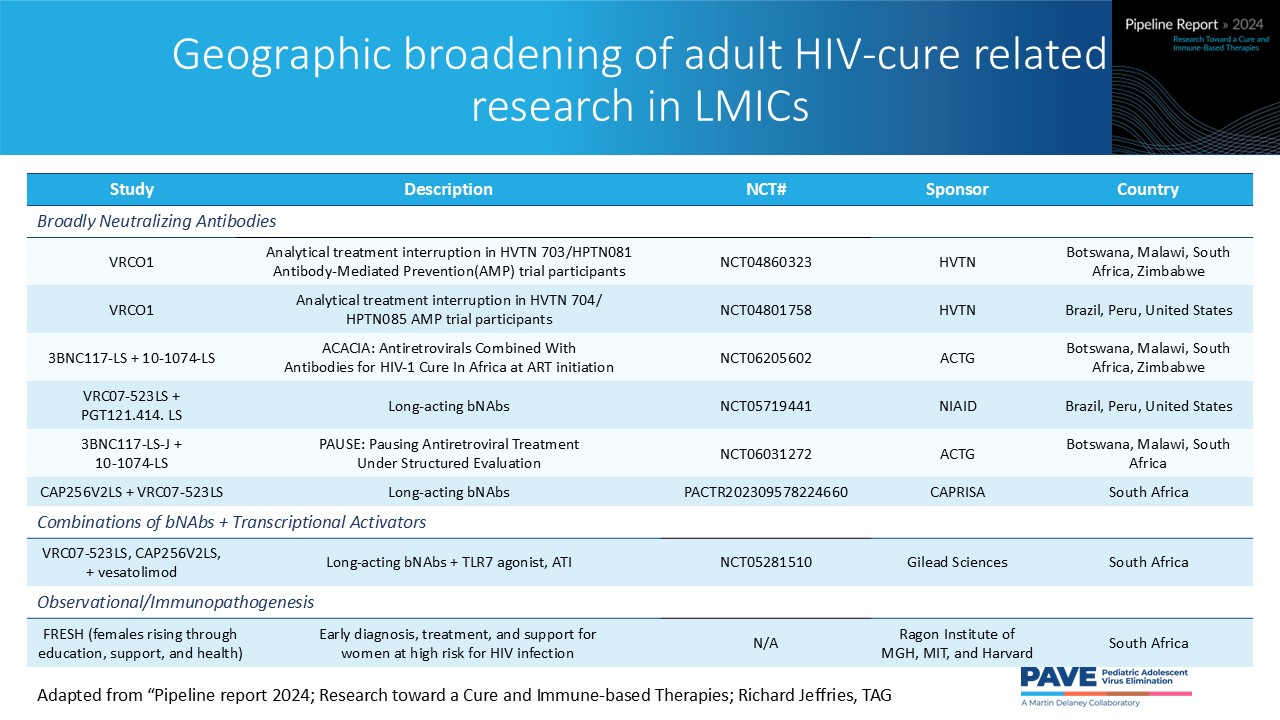 Geographic broadening of adult HIV-cure related
research in LMICs
Pipeline Report » 2024
Research Toward a Cure and
Immune-Based Therapies
Study Description NCT# Sponsor Country
Broadly Neutralizing Antibodies
VRCO1
Analytical treatment interruption in HVTN 703/HPTN081
Antibody-Mediated Prevention(AMP) trial participants
NCT04860323
HVTN
Botswana, Malawi, South
Africa, Zimbabwe
VRCO1
Analytical treatment interruption in HVTN 704/
HPTN085 AMP trial participants
NCT04801758
HVTN
Brazil, Peru, United States
3BNC117-LS + 10-1074-LS
ACACIA: Antiretrovirals Combined With
Antibodies for HIV-1 Cure In Africa at ART initiation
NCT06205602
ACTG
Botswana, Malawi, South
Africa, Zimbabwe
VRC07-523LS +
PGT121.414. LS
Long-acting bNAbs
NCT05719441
NIAID
Brazil, Peru, United States
3BNC117-LS-J +
10-1074-LS
PAUSE: Pausing Antiretroviral Treatment
Under Structured Evaluation
NCT06031272
ACTG
Botswana, Malawi, South
Africa
CAP256V2LS + VRC07-523LS
Long-acting bNAbs
PACTR202309578224660
CAPRISA
South Africa
Combinations of bNAbs + Transcriptional Activators
VRC07-523LS, CAP256V2LS,
+ vesatolimod
Long-acting bNAbs + TLR7 agonist, ATI
NCT05281510
Gilead Sciences
South Africa
Observational/Immunopathogenesis
FRESH (females rising through
education, support, and health)
Early diagnosis, treatment, and support for
women at high risk for HIV infection
N/A
Ragon Institute of
MGH, MIT, and Harvard
South Africa
Adapted from “Pipeline report 2024; Research Toward a Cure and Immune-based Therapies; Richard Jeffries, TAG
PAVE
Pediatric Adolescent
Virus Elimination
A Martin Delaney Collaboratory